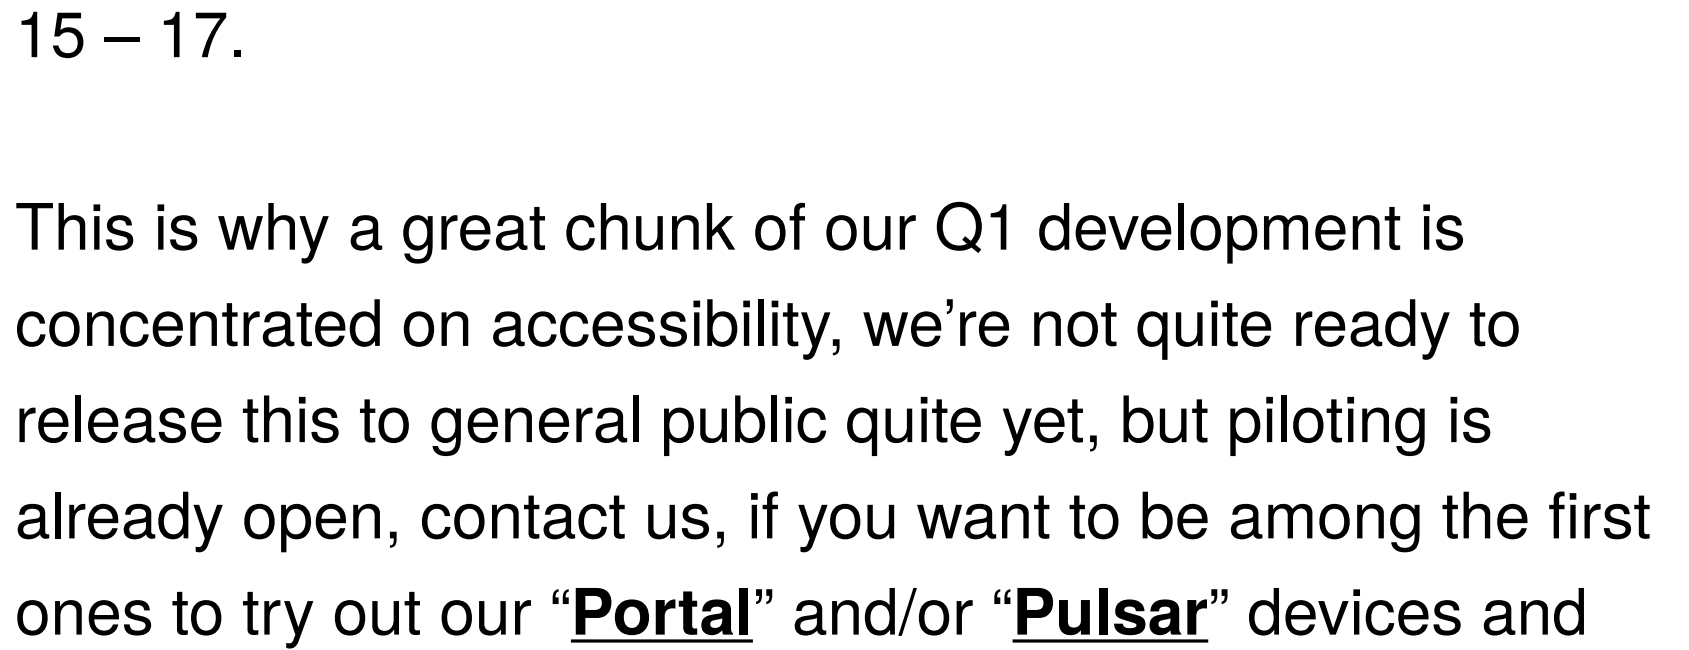 15 – 17.
This is why a great chunk of our Q1 development is
concentrated on accessibility, we’re not quite ready to
release this to general public quite yet, but piloting is
already open, contact us, if you want to be among the first
ones to try out our “Portal” and/or “Pulsar” devices and